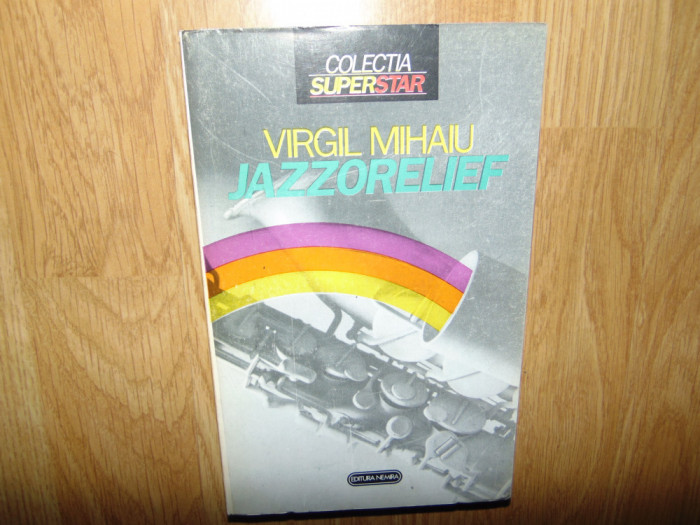 COLECTIA
SUPERSTAR
VIRGIL MIHAIU
JAZZORELIEF
EDITURA NEMIRA